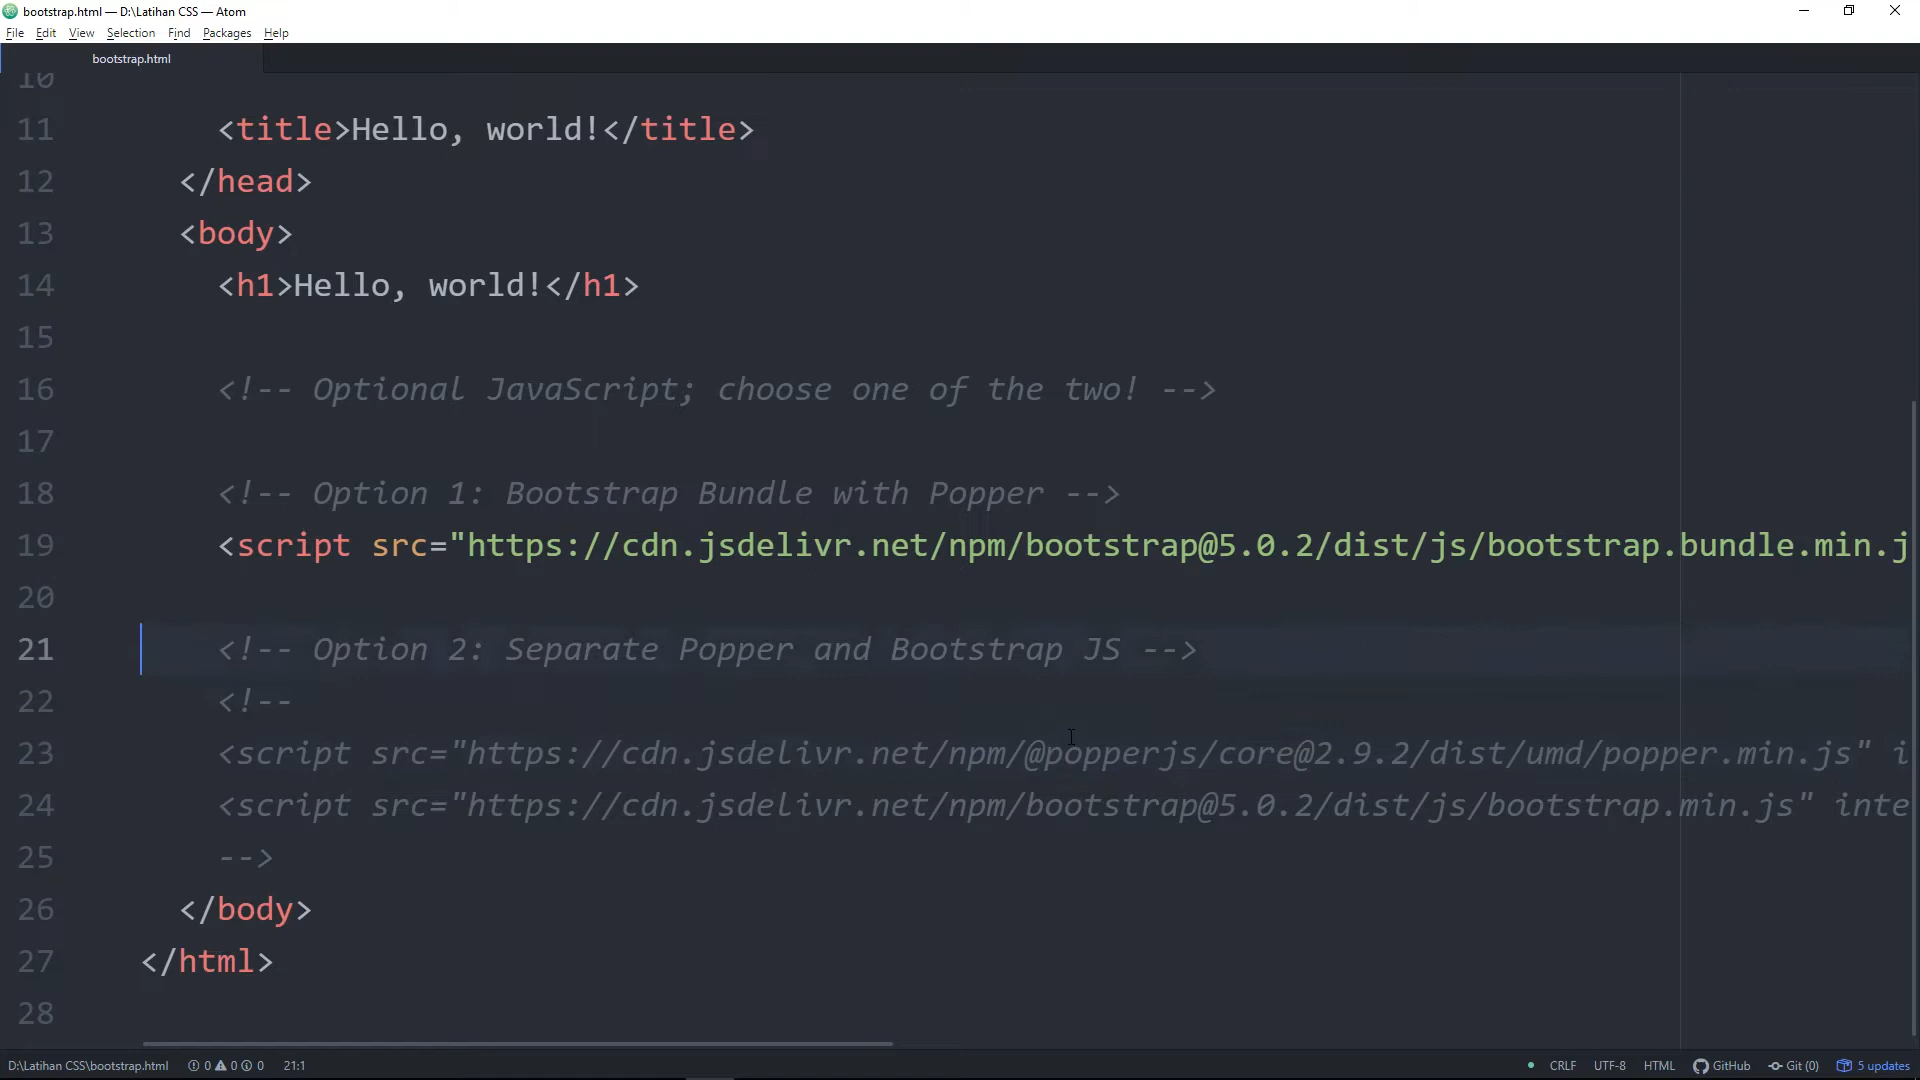 bootstrap.html — D:\Latihan CSS — Atom
File Edit View Selection Find Packages Help
bootstrap.html
10
11 <title>Hello, world!</title>
12 </head>
13 <body>
14 <h1>Hello, world!</h1>
15
16 <!-- Optional JavaScript; choose one of the two! -->
17
18 <!-- Option 1: Bootstrap Bundle with Popper -->
19 <script src="https://cdn.jsdelivr.net/npm/bootstrap@5.0.2/dist/js/bootstrap.bundle.min.j
20
21 <!-- Option 2: Separate Popper and Bootstrap JS -->
22 <!--
23 <script src="https://cdn.jsdelivr.net/npm/@popperjs/core@2.9.2/dist/umd/popper.min.js" i
24 <script src="https://cdn.jsdelivr.net/npm/bootstrap@5.0.2/dist/js/bootstrap.min.js" inte
25 -->
26 </body>
27 </html>
28
D:\Latihan CSS\bootstrap.html 0 0 0 21:1 CRLF UTF-8 HTML GitHub Git (0) 5 updates